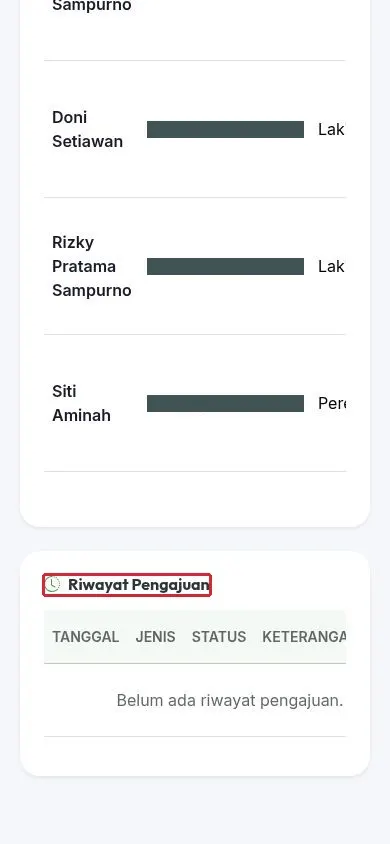 Sampurno
Doni
Setiawan
Lak
Rizky
Pratama
Sampurno
Lak
Siti
Aminah
Pere
Riwayat Pengajuan
TANGGAL JENIS STATUS KETERANGA
Belum ada riwayat pengajuan.